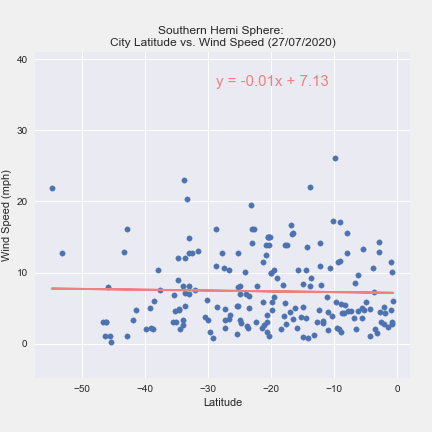 Southern Hemi Sphere:
City Latitude vs. Wind Speed (27/07/2020)
y = -0.01x + 7.13
Wind Speed (mph)
40
30
20
10
0
−50
−40
−30
−20
−10
0
Latitude